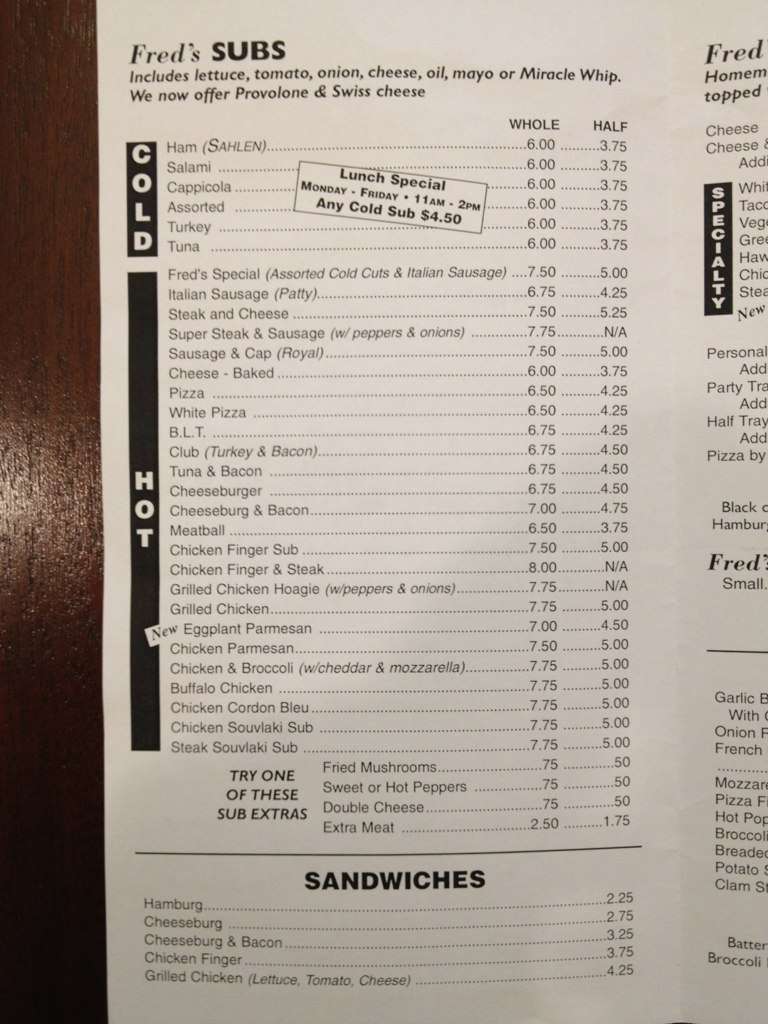 Fred's SUBS
Includes lettuce, tomato, onion, cheese, oil, mayo or Miracle Whip.
We now offer Provolone & Swiss cheese
WHOLE HALF
COLD
Ham (SAHLEN) 6.00 3.75
Salami 6.00 3.75
Cappicola 6.00 3.75
Assorted 6.00 3.75
Turkey 6.00 3.75
Tuna 6.00 3.75
Lunch Special
MONDAY - FRIDAY • 11AM - 2PM
Any Cold Sub $4.50
HOT
Fred's Special (Assorted Cold Cuts & Italian Sausage) 7.50 5.00
Italian Sausage (Patty) 6.75 4.25
Steak and Cheese 7.50 5.25
Super Steak & Sausage (w/ peppers & onions) 7.75 N/A
Sausage & Cap (Royal) 7.50 5.00
Cheese - Baked 6.00 3.75
Pizza 6.50 4.25
White Pizza 6.50 4.25
B.L.T. 6.75 4.25
Club (Turkey & Bacon) 6.75 4.50
Tuna & Bacon 6.75 4.50
Cheeseburger 6.75 4.50
Cheeseburg & Bacon 7.00 4.75
Meatball 6.50 3.75
Chicken Finger Sub 7.50 5.00
Chicken Finger & Steak 8.00 N/A
Grilled Chicken Hoagie (w/peppers & onions) 7.75 N/A
Grilled Chicken 7.75 5.00
New Eggplant Parmesan 7.00 4.50
Chicken Parmesan 7.50 5.00
Chicken & Broccoli (w/cheddar & mozzarella) 7.75 5.00
Buffalo Chicken 7.75 5.00
Chicken Cordon Bleu 7.75 5.00
Chicken Souvlaki Sub 7.75 5.00
Steak Souvlaki Sub 7.75 5.00
TRY ONE
OF THESE
SUB EXTRAS
Fried Mushrooms .75 .50
Sweet or Hot Peppers .75 .50
Double Cheese .75 .50
Extra Meat 2.50 1.75
SANDWICHES
Hamburg 2.25
Cheeseburg 2.75
Cheeseburg & Bacon 3.25
Chicken Finger 3.75
Grilled Chicken (Lettuce, Tomato, Cheese) 4.25
Fred'
Homem
topped
Cheese
Cheese &
Addi
SPECIALTY
Whit
Taco
Vege
Gree
Haw
Chic
Stea
New
Personal
Add
Party Tra
Add
Half Tray
Add
Pizza by
Black o
Hamburg
Fred's
Small.
Garlic B
With C
Onion F
French
Mozzare
Pizza Fi
Hot Pop
Broccoli
Breaded
Potato S
Clam St
Batter
Broccoli